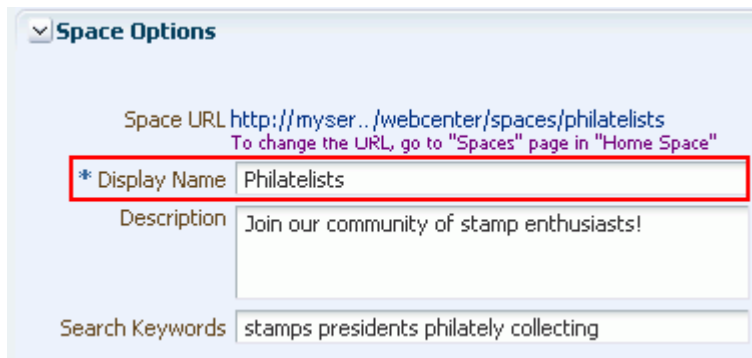 Space Options
Space URL http://myser../webcenter/spaces/philatelists
To change the URL, go to "Spaces" page in "Home Space"
* Display Name Philatelists
Description Join our community of stamp enthusiasts!
Search Keywords stamps presidents philately collecting